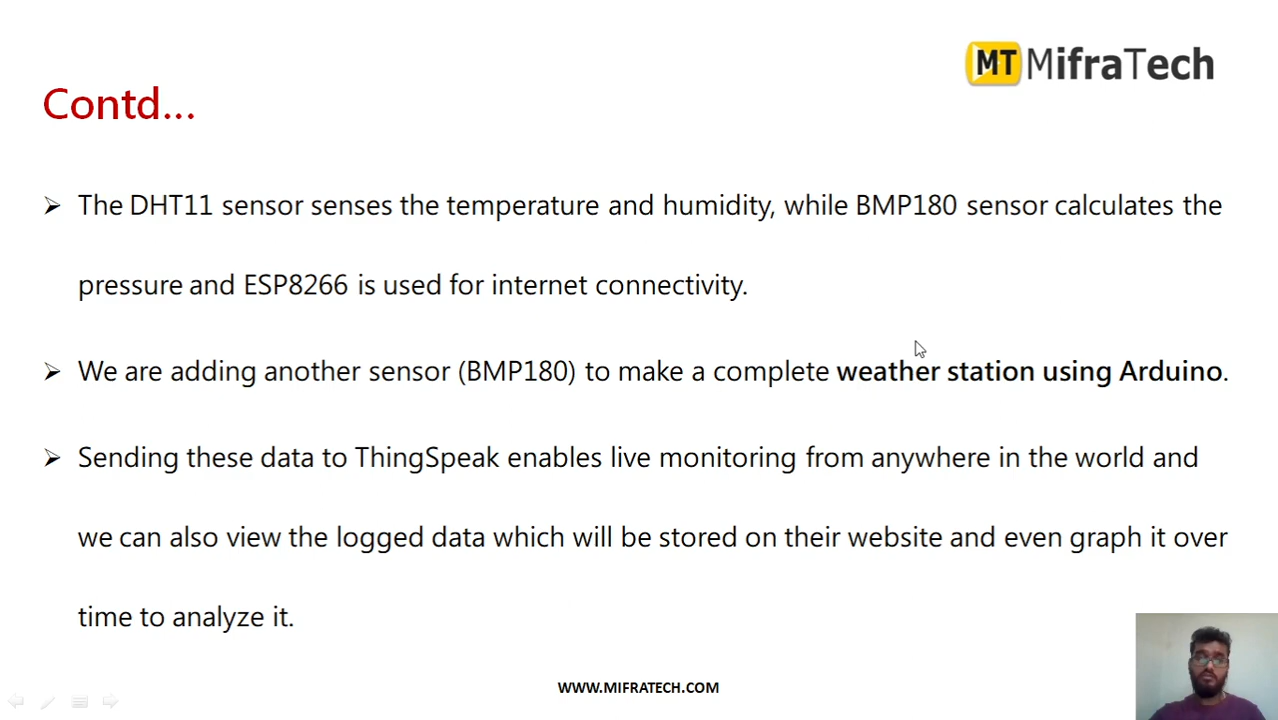 MT MifraTech
Contd...
➢ The DHT11 sensor senses the temperature and humidity, while BMP180 sensor calculates the
pressure and ESP8266 is used for internet connectivity.
➢ We are adding another sensor (BMP180) to make a complete weather station using Arduino.
➢ Sending these data to ThingSpeak enables live monitoring from anywhere in the world and
we can also view the logged data which will be stored on their website and even graph it over
time to analyze it.
WWW.MIFRATECH.COM